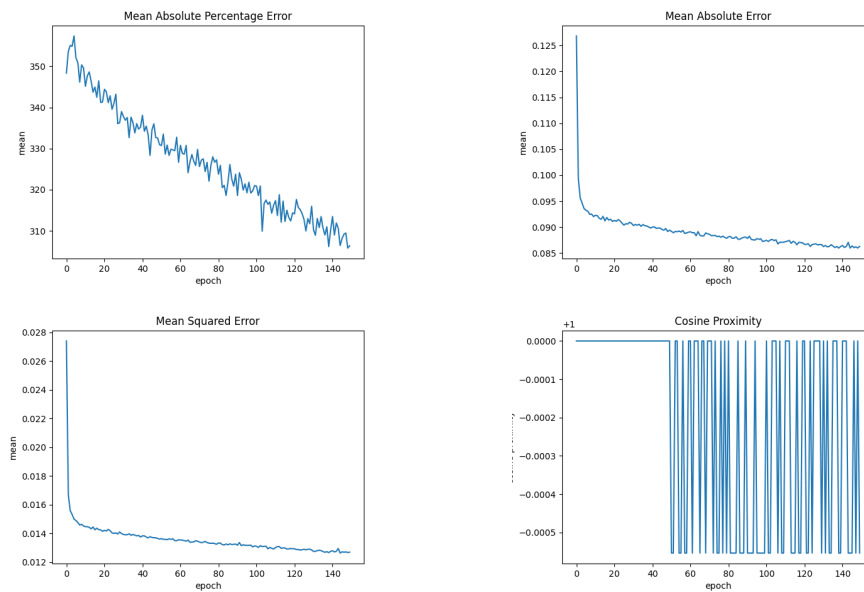 Mean Absolute Percentage Error
350
340
330
320
310
mean
0 20 40 60 80 100 120 140
epoch
Mean Absolute Error
0.125
0.120
0.115
0.110
0.105
0.100
0.095
0.090
0.085
mean
0 20 40 60 80 100 120 140
epoch
Mean Squared Error
0.028
0.026
0.024
0.022
0.020
0.018
0.016
0.014
0.012
mean
0 20 40 60 80 100 120 140
epoch
Cosine Proximity
+1
0.0000
−0.0001
−0.0002
−0.0003
−0.0004
−0.0005
0 20 40 60 80 100 120 140
epoch